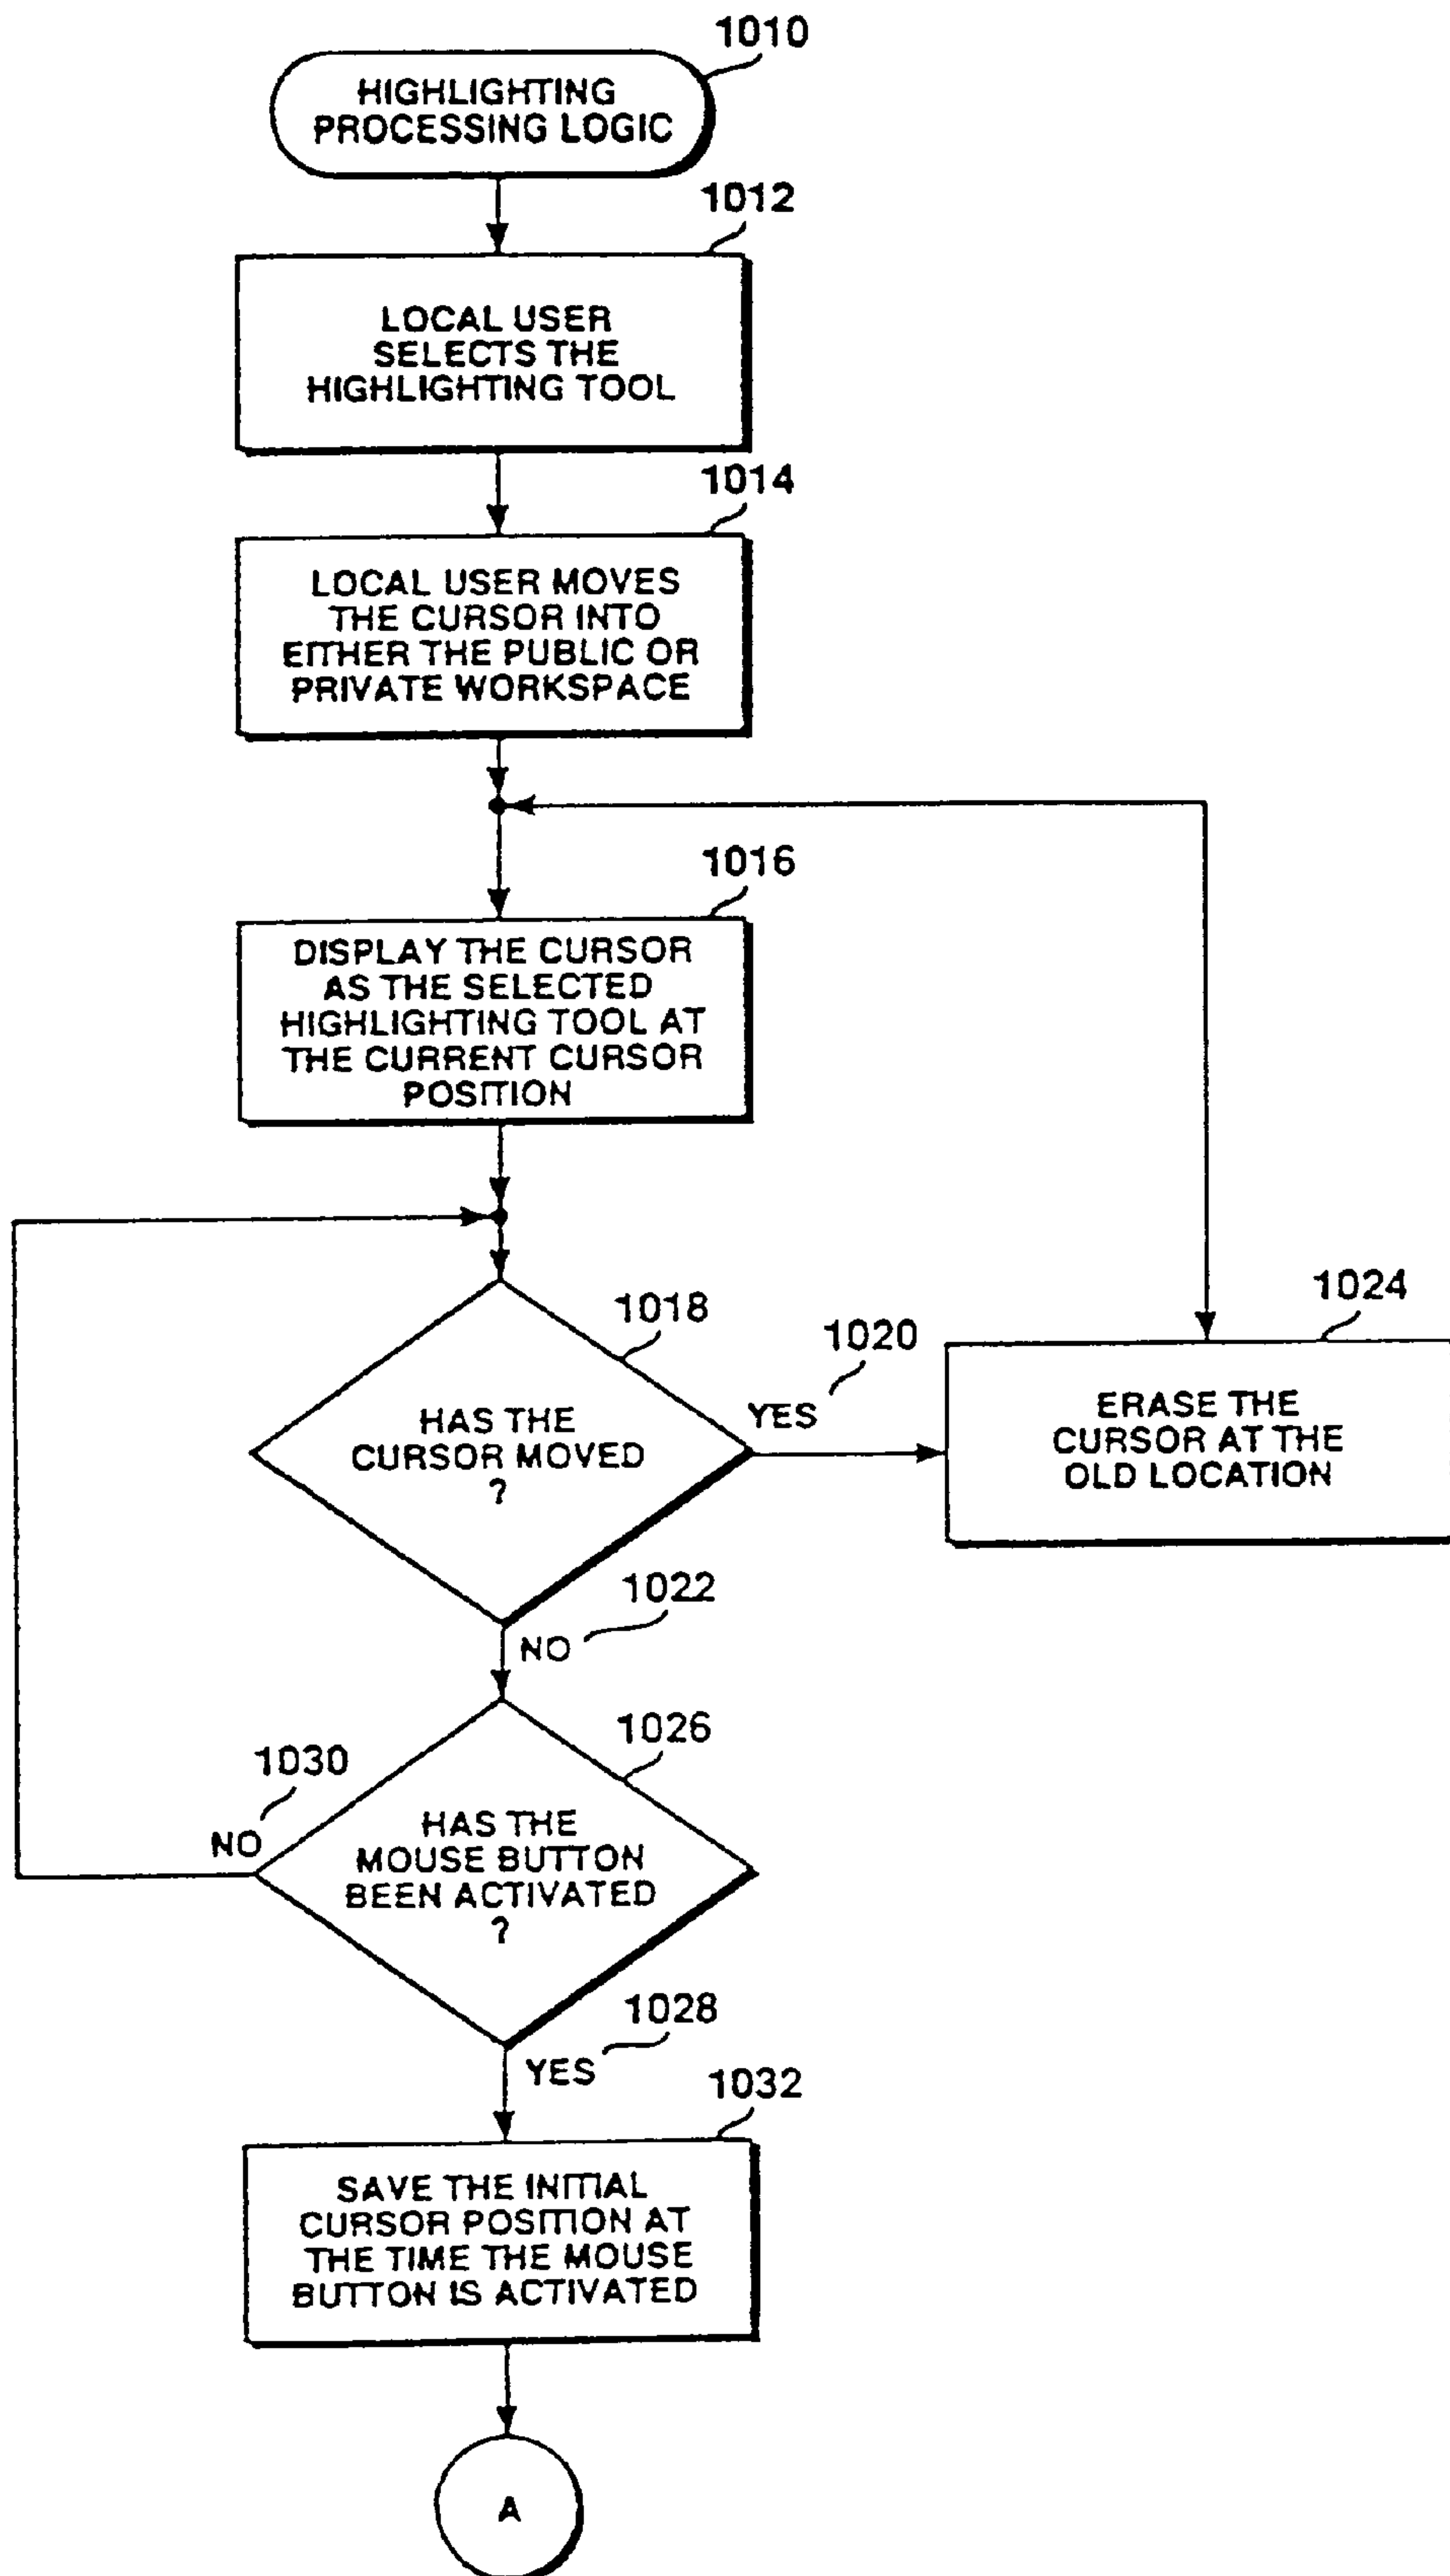 1010
HIGHLIGHTING
PROCESSING LOGIC
1012
LOCAL USER
SELECTS THE
HIGHLIGHTING TOOL
1014
LOCAL USER MOVES
THE CURSOR INTO
EITHER THE PUBLIC OR
PRIVATE WORKSPACE
1016
DISPLAY THE CURSOR
AS THE SELECTED
HIGHLIGHTING TOOL AT
THE CURRENT CURSOR
POSITION
1018
HAS THE
CURSOR MOVED
?
1020
YES
1024
ERASE THE
CURSOR AT THE
OLD LOCATION
1022
NO
1026
HAS THE
MOUSE BUTTON
BEEN ACTIVATED
?
1030
NO
1028
YES
1032
SAVE THE INITIAL
CURSOR POSITION AT
THE TIME THE MOUSE
BUTTON IS ACTIVATED
A